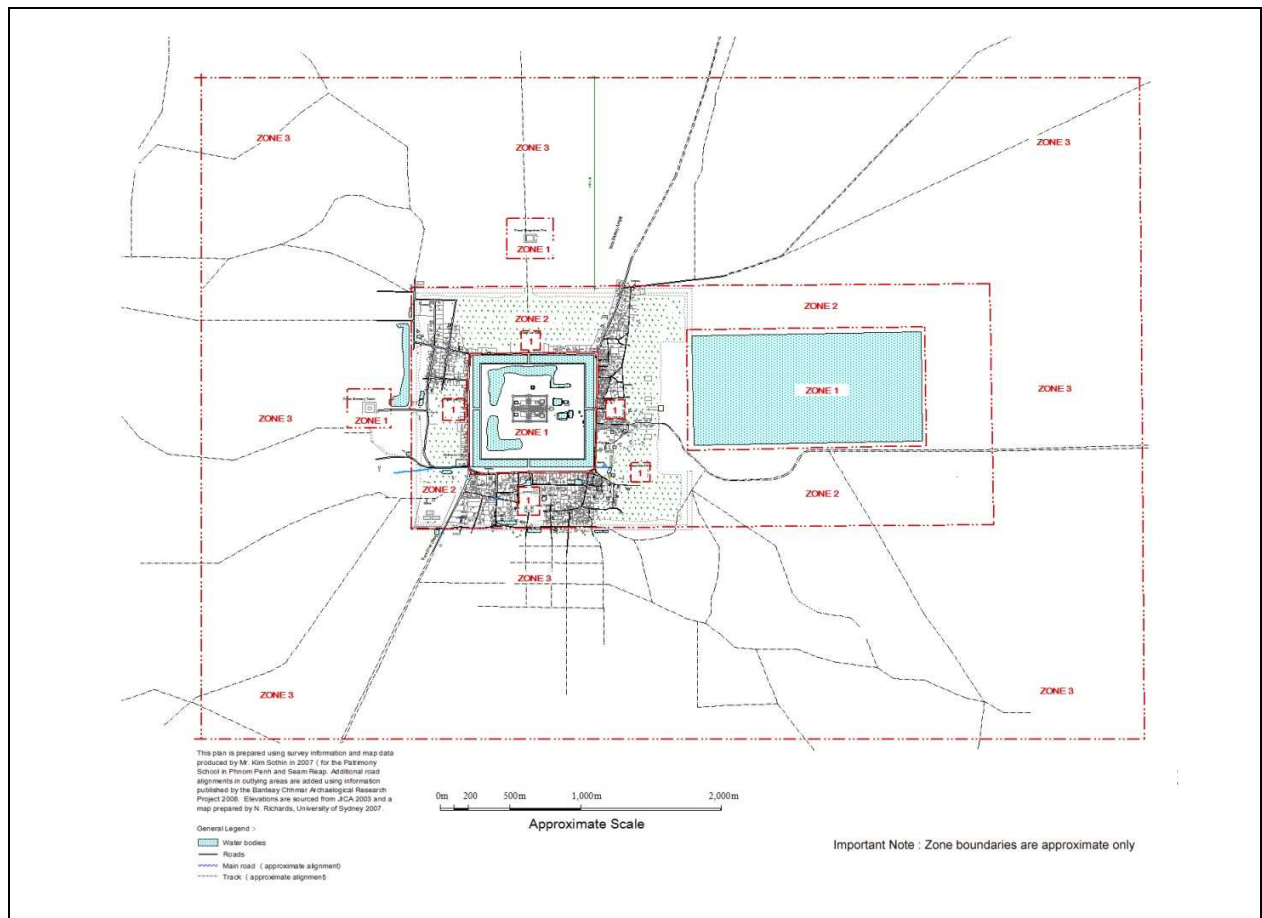 ZONE 3
ZONE 3
ZONE 3
ZONE 1
ZONE 2
ZONE 2
1
ZONE 1
ZONE 3
ZONE 3
ZONE 1
1
1
ZONE 1
1
ZONE 2
1
ZONE 2
ZONE 3
ZONE 3
ZONE 3
This plan is prepared using survey information and map data
produced by Mr. Kim Sothin in 2007 ( for the Patrimony
School in Phnom Penh and Seam Reap. Additional road
alignments in outlying areas are added using information
published by the Banteay Chhmar Archaelogical Research
Project 2008. Elevations are sourced from JICA 2003 and a
map prepared by N. Richards, University of Sydney 2007.
0m 200 500m 1,000m 2,000m
Approximate Scale
General Legend :-
Water bodies
Roads
Main road ( approximate alignment)
Track ( approximate alignment)
Important Note : Zone boundaries are approximate only